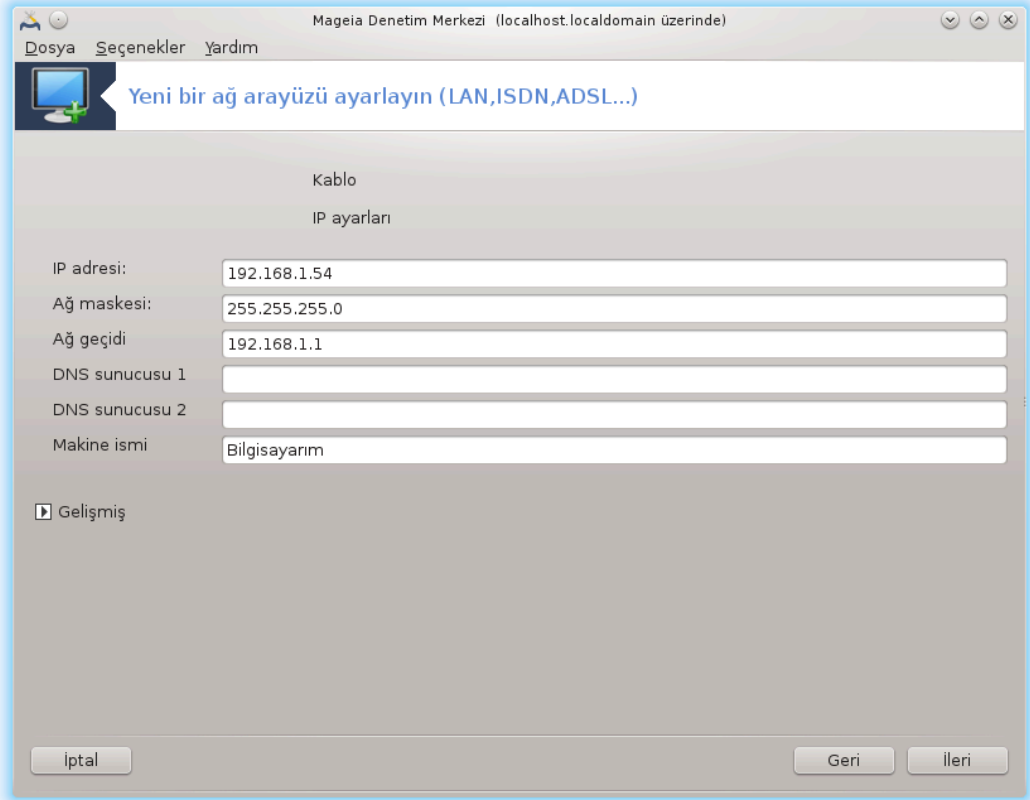 Mageia Denetim Merkezi (localhost.localdomain üzerinde)
Dosya Seçenekler Yardım
Yeni bir ağ arayüzü ayarlayın (LAN,ISDN,ADSL...)
Kablo
IP ayarları
IP adresi: 192.168.1.54
Ağ maskesi: 255.255.255.0
Ağ geçidi 192.168.1.1
DNS sunucusu 1
DNS sunucusu 2
Makine ismi Bilgisayarım
Gelişmiş
İptal Geri İleri